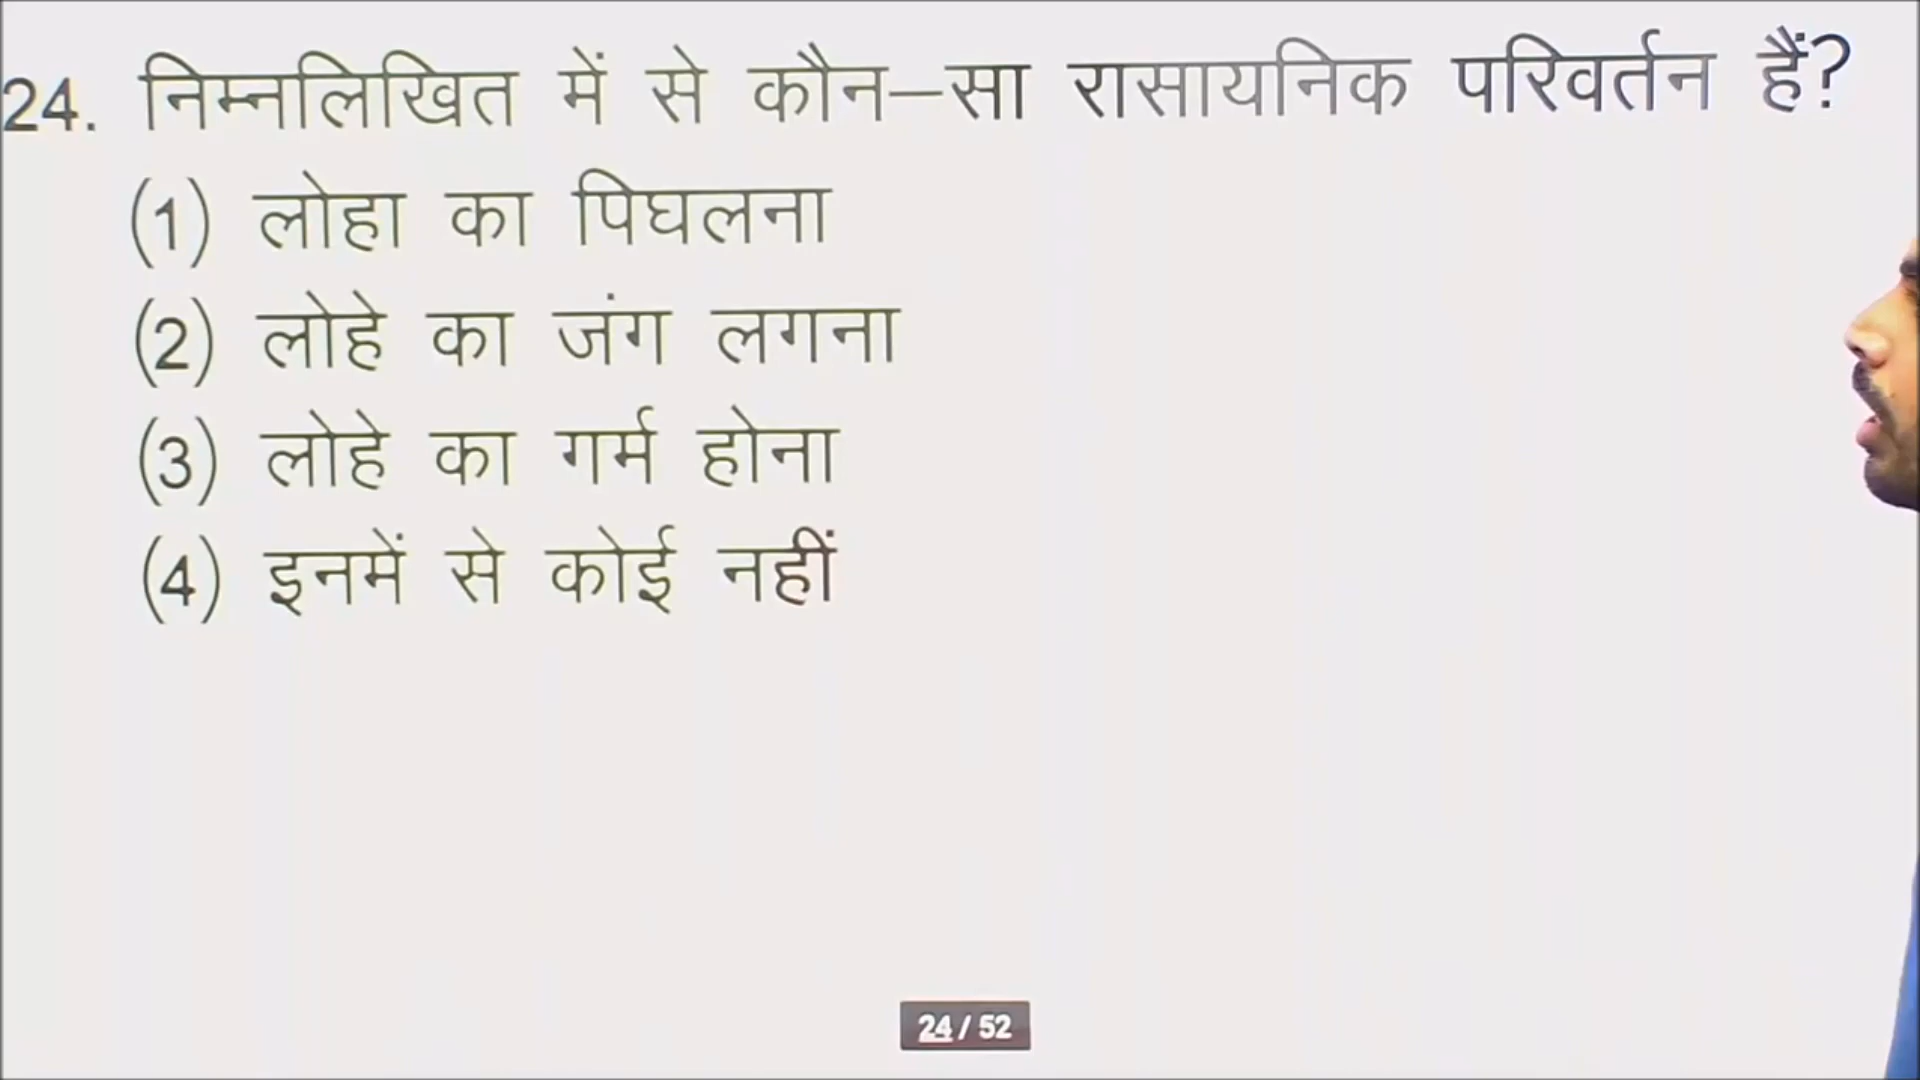 24. निम्नलिखित में से कौन–सा रासायनिक परिवर्तन हैं?
(1) लोहा का पिघलना
(2) लोहे का जंग लगना
(3) लोहे का गर्म होना
(4) इनमें से कोई नहीं
24 / 52